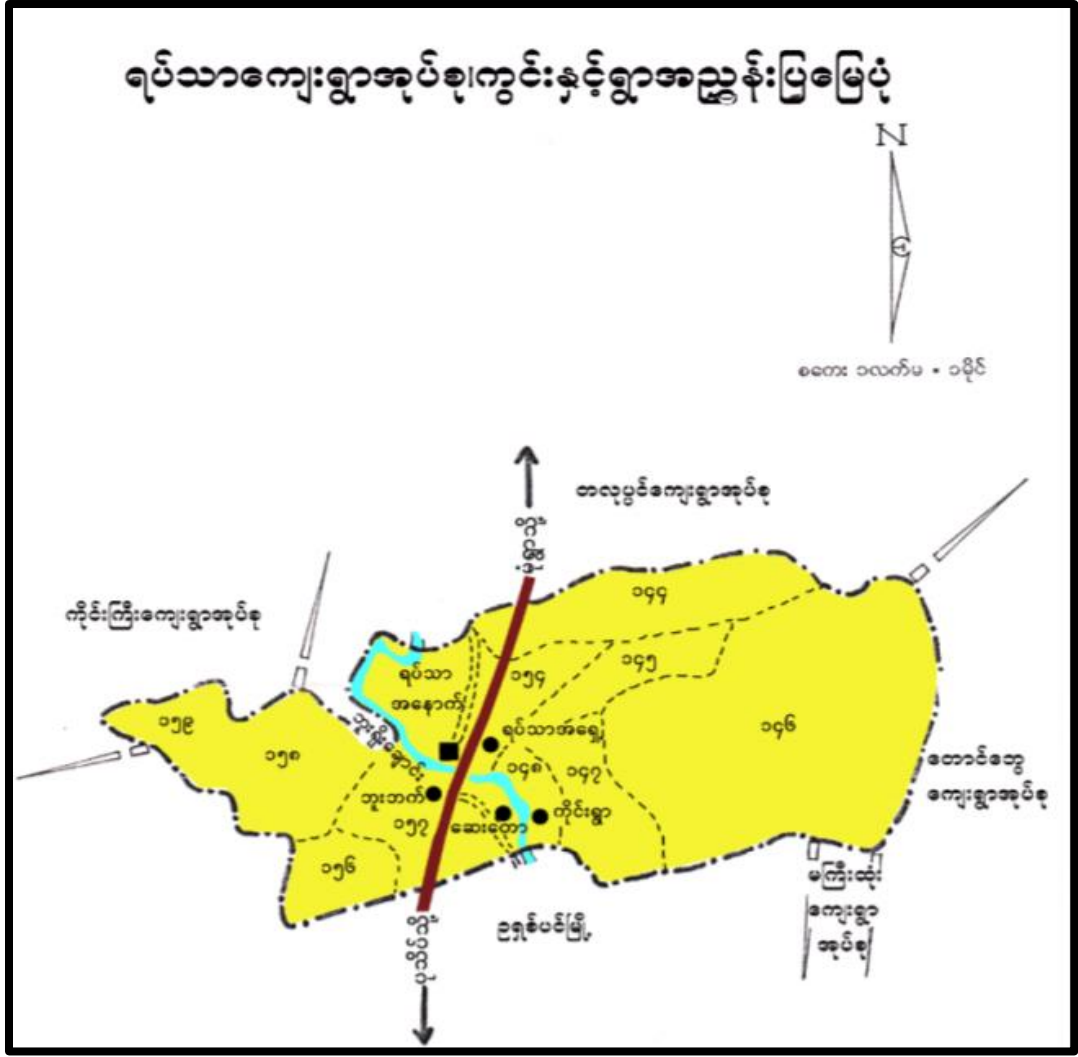 ရပ်သာကျေးရွာအုပ်စု၊ကွင်းနှင့်ရွာအညွှန်းပြမြေပုံ
N
စကေး ၁လက်မ = ၁မိုင်
တလုပ္ပင်ကျေးရွာအုပ်စု
ကိုင်းကြီးကျေးရွာအုပ်စု
၁၄၄
၁၄၅
ရပ်သာ
အနောက်
၁၅၄
၁၅၉
၁၅၈
ရပ်သာအရှေ့
၁၄၆
၁၄၈
၁၄၇
တောင်ဘွေ
ကျေးရွာအုပ်စု
ဘူးဘက်
၁၅၇
ဆေးတော
ကိုင်းရွာ
၁၅၆
မကြီးထုံး
ကျေးရွာ
အုပ်စု
ဥရှစ်ပင်မြို့